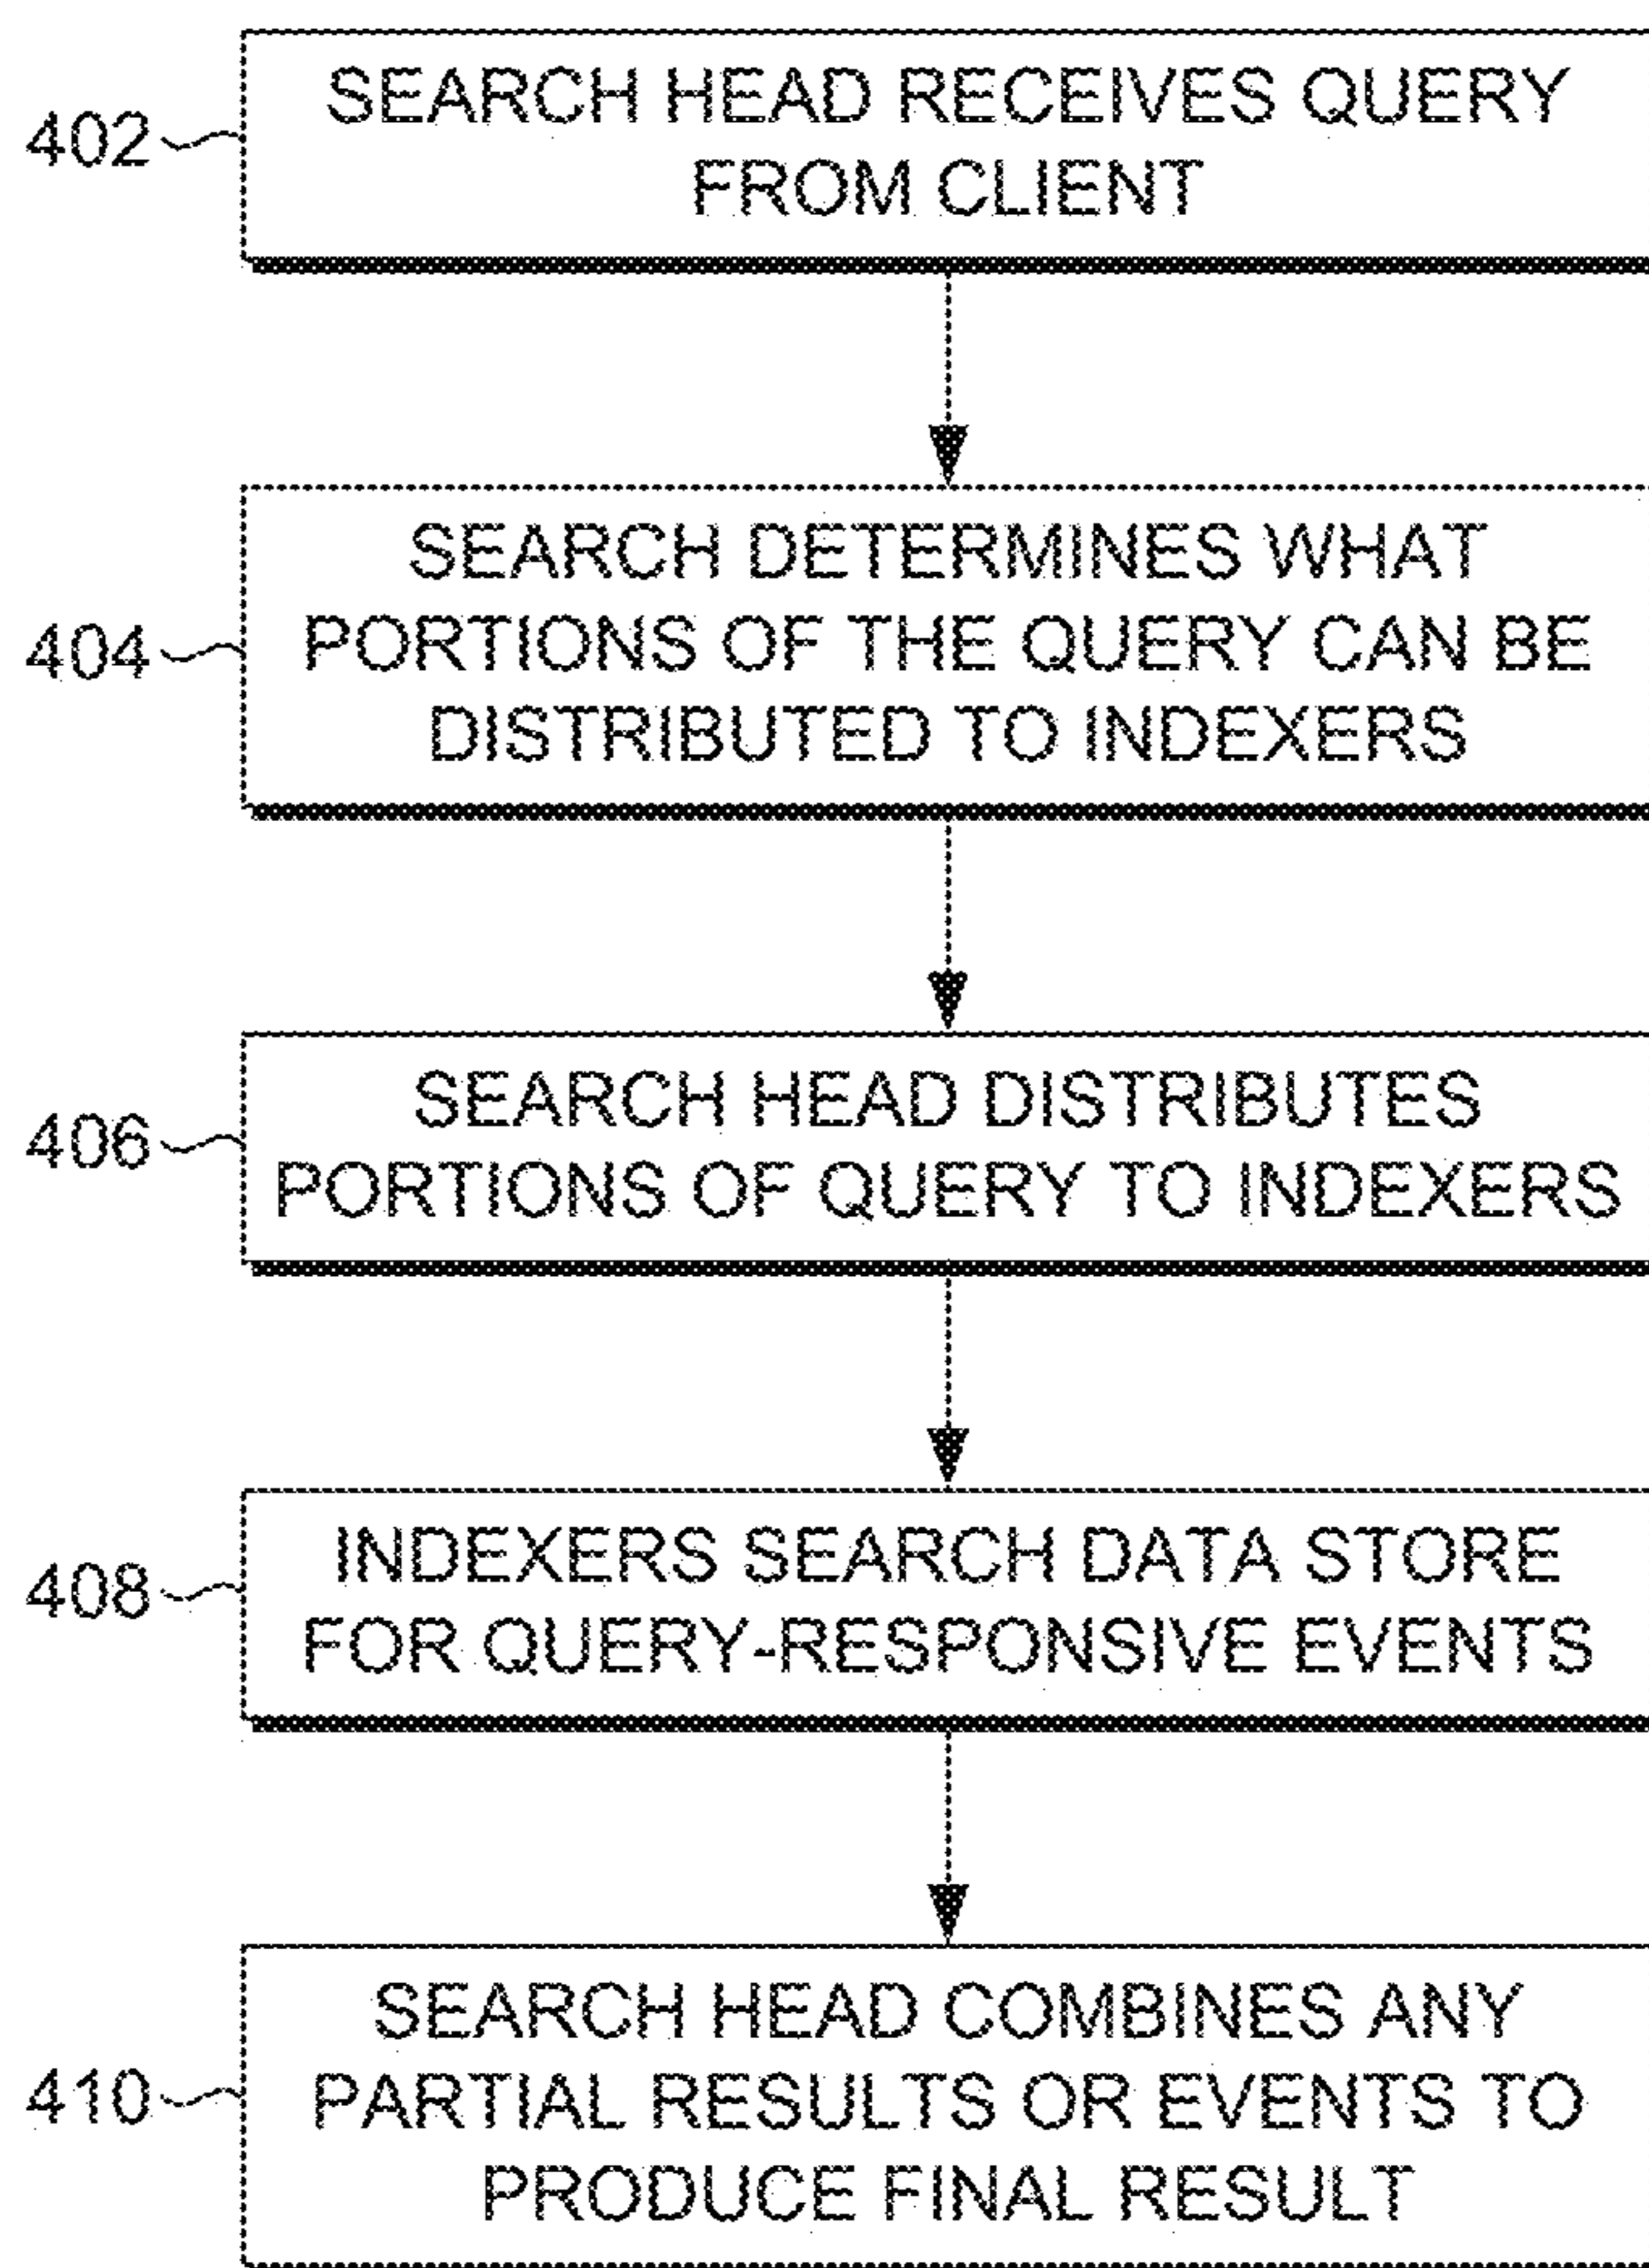 402
SEARCH HEAD RECEIVES QUERY
FROM CLIENT
404
SEARCH DETERMINES WHAT
PORTIONS OF THE QUERY CAN BE
DISTRIBUTED TO INDEXERS
406
SEARCH HEAD DISTRIBUTES
PORTIONS OF QUERY TO INDEXERS
408
INDEXERS SEARCH DATA STORE
FOR QUERY-RESPONSIVE EVENTS
410
SEARCH HEAD COMBINES ANY
PARTIAL RESULTS OR EVENTS TO
PRODUCE FINAL RESULT